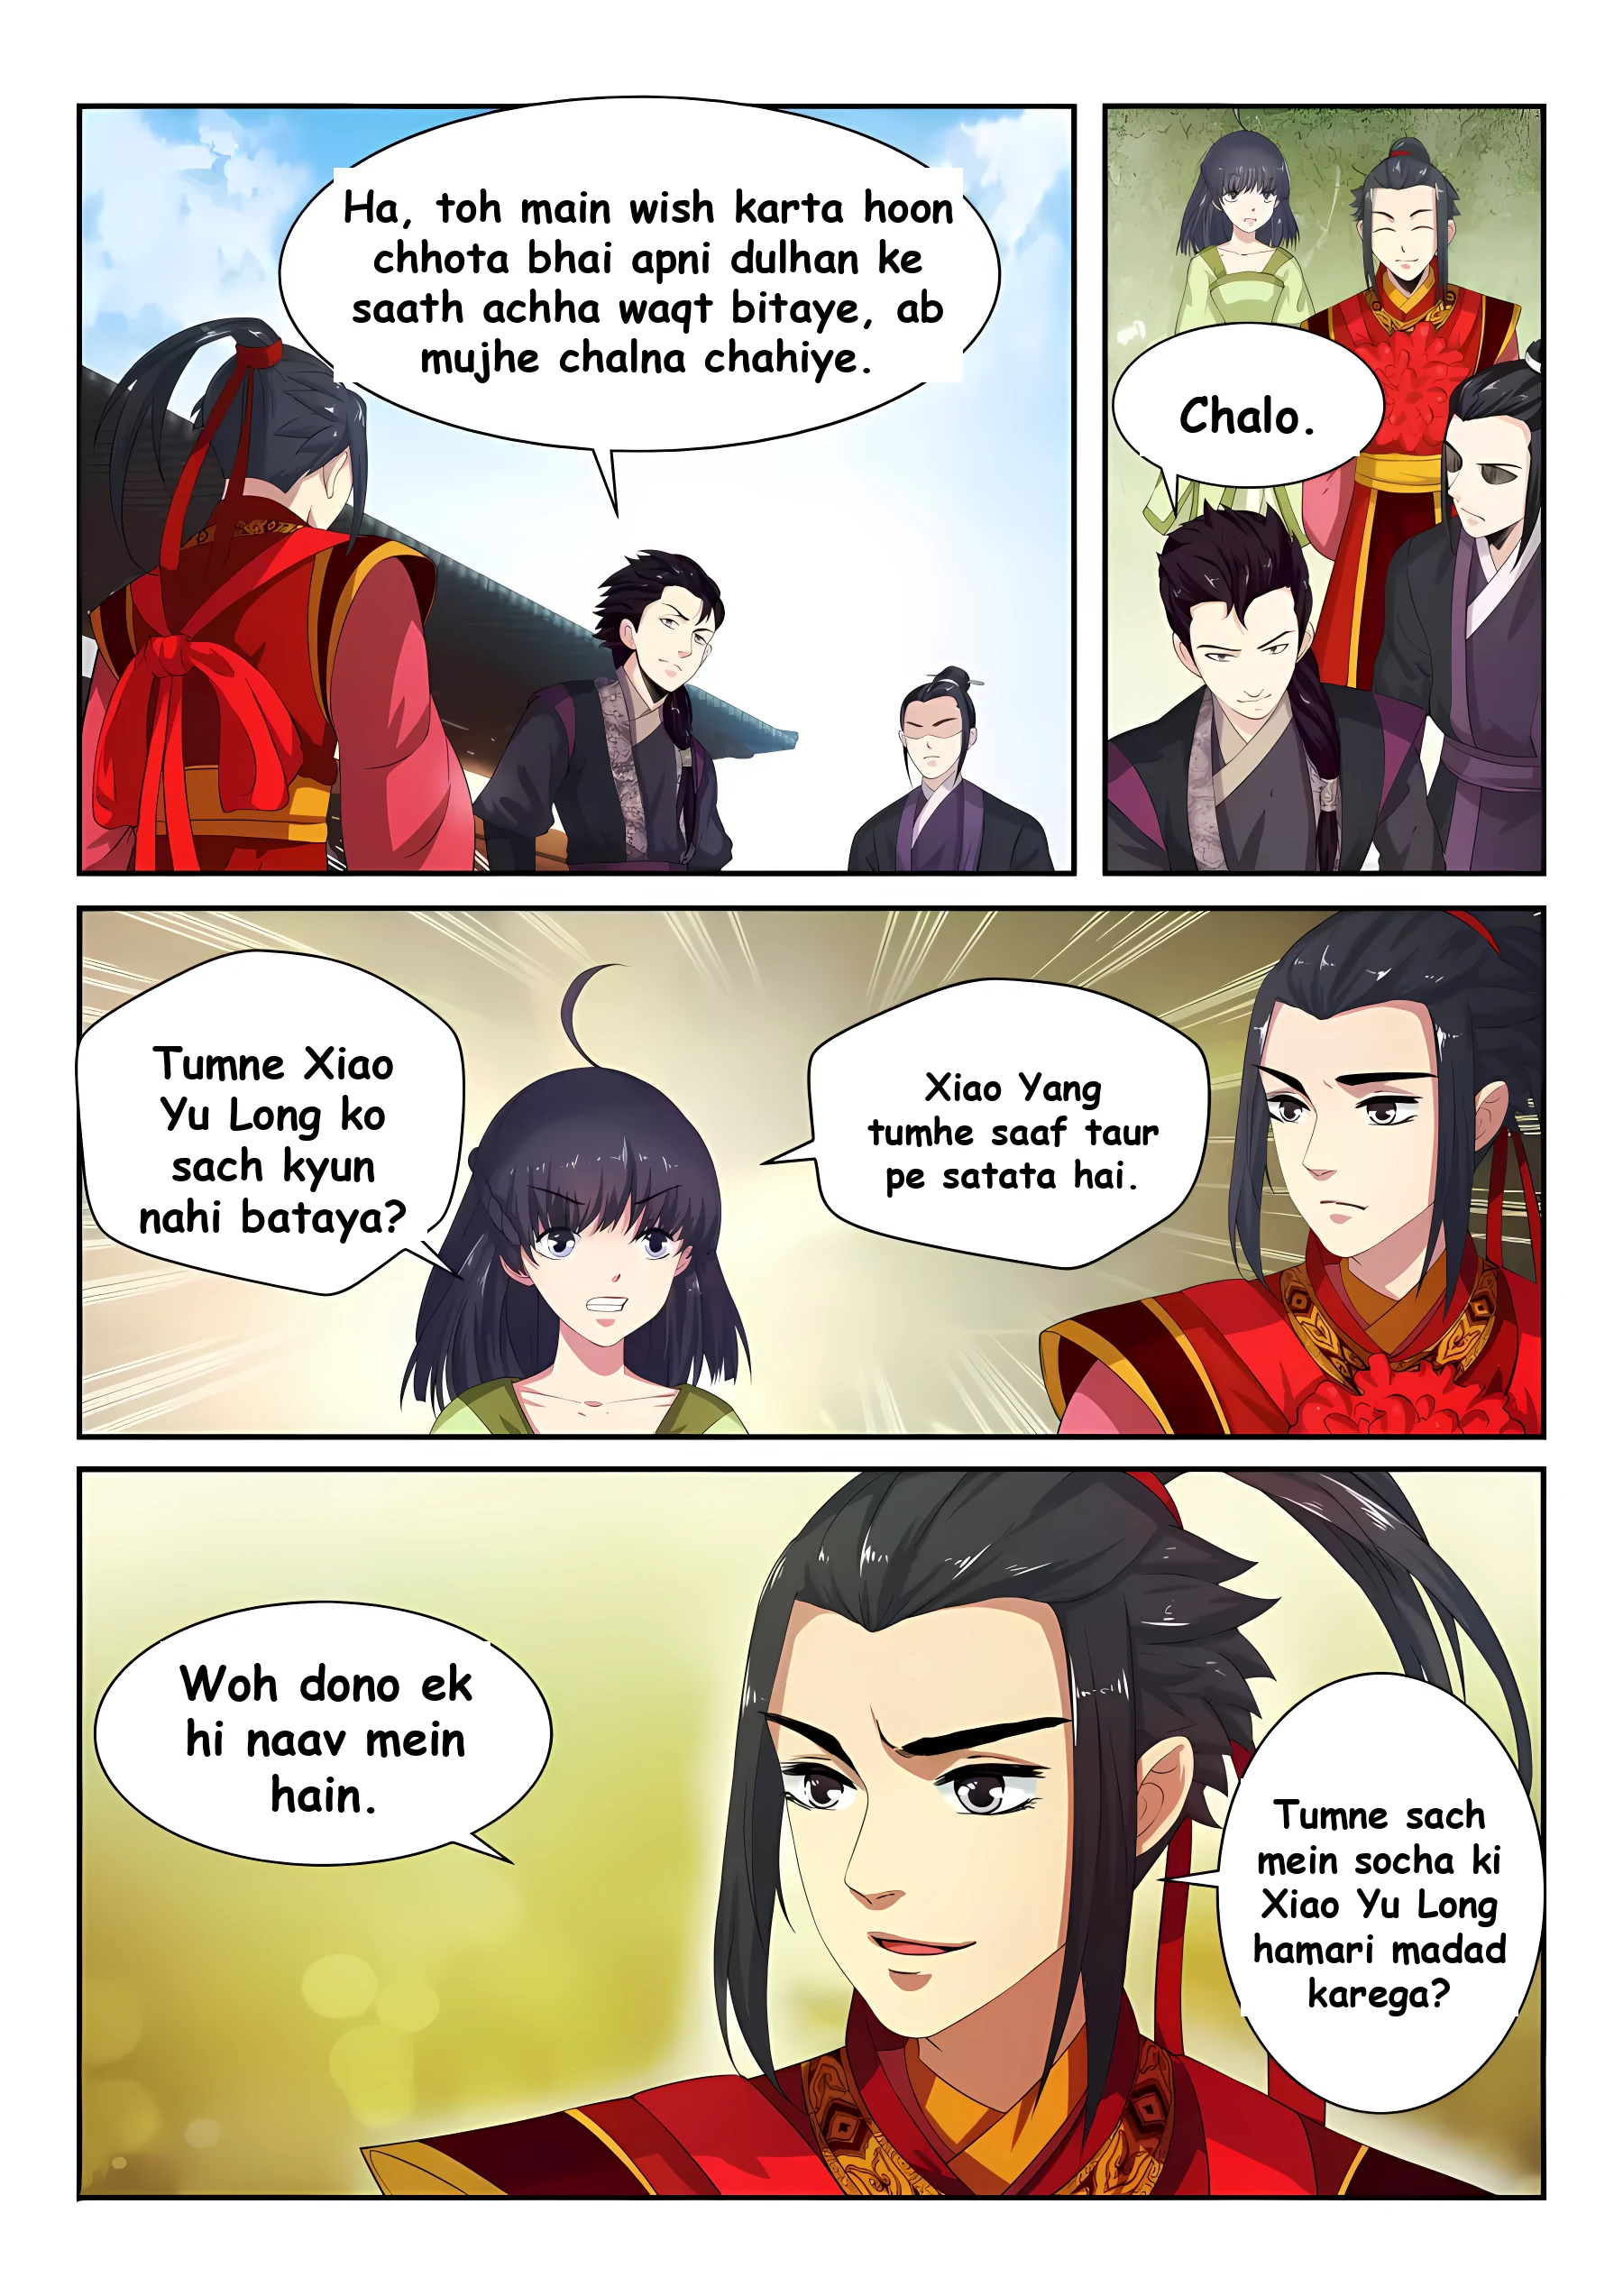 Ha, toh main wish karta hoon
chhota bhai apni dulhan ke
saath achha waqt bitaye, ab
mujhe chalna chahiye.
Chalo.
Tumne Xiao
Yu Long ko
sach kyun
nahi bataya?
Xiao Yang
tumhe saaf taur
pe satata hai.
Woh dono ek
hi naav mein
hain.
Tumne sach
mein socha ki
Xiao Yu Long
hamari madad
karega?